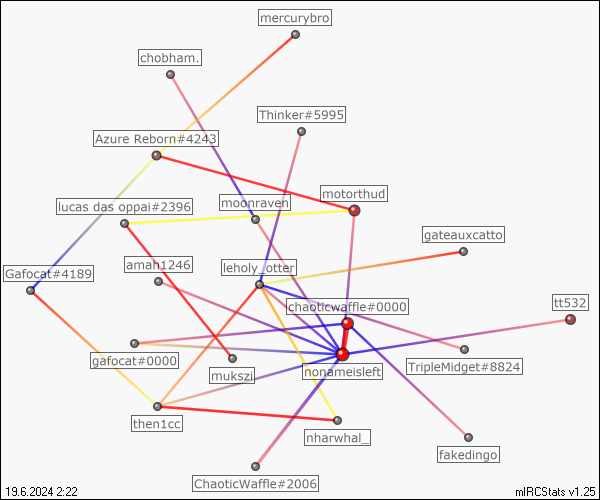 mercurybro
chobham.
Thinker#5995
Azure Reborn#4243
motorthud
moonraven
lucas das oppai#2396
gateauxcatto
amah1246
leholy_otter
Gafocat#4189
chaoticwaffle#0000
tt532
gafocat#0000
nonameisleft
TripleMidget#8824
mukszi
then1cc
nharwhal_
fakedingo
ChaoticWaffle#2006
19.6.2024 2:22
mIRCStats v1.25